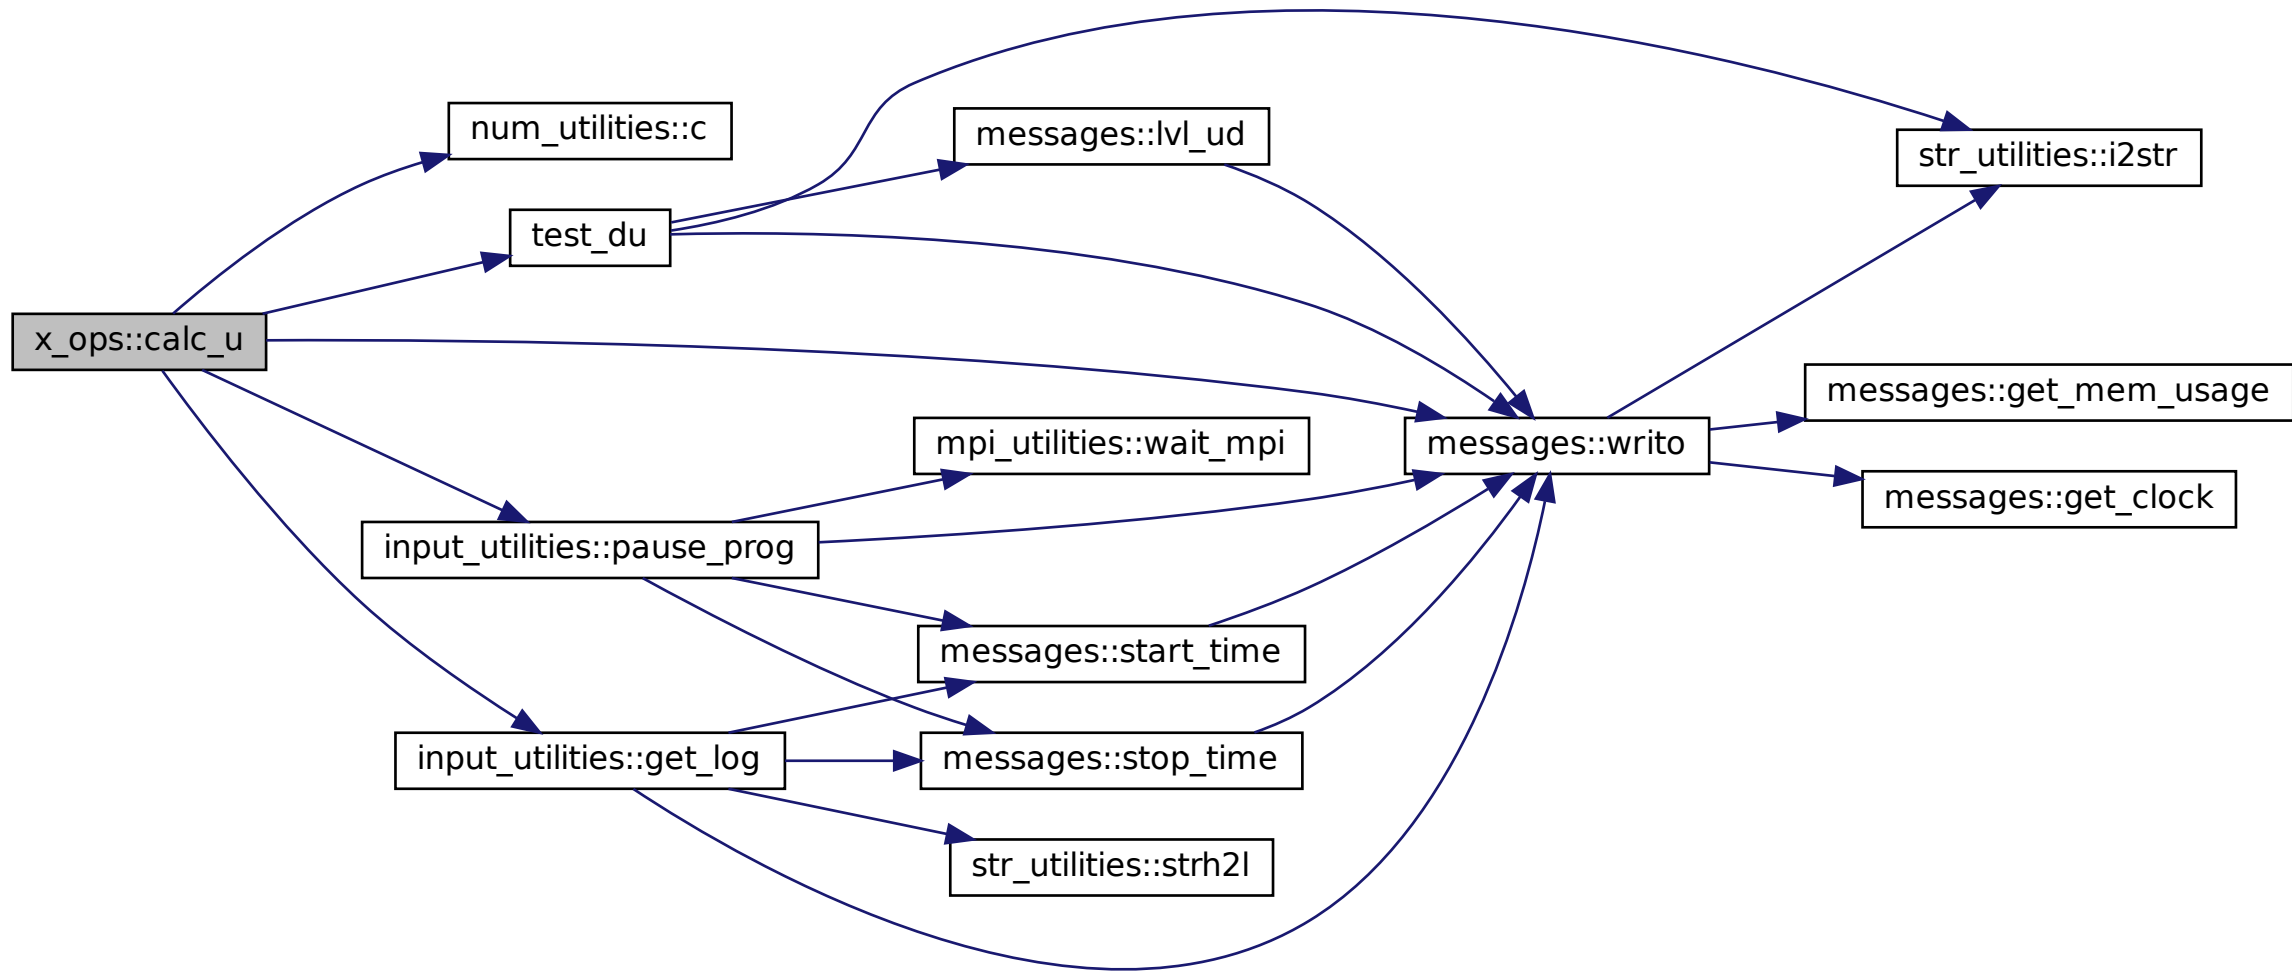 x_ops::calc_u
num_utilities::c
test_du
input_utilities::pause_prog
input_utilities::get_log
messages::lvl_ud
mpi_utilities::wait_mpi
messages::start_time
messages::stop_time
str_utilities::strh2l
messages::writo
str_utilities::i2str
messages::get_mem_usage
messages::get_clock